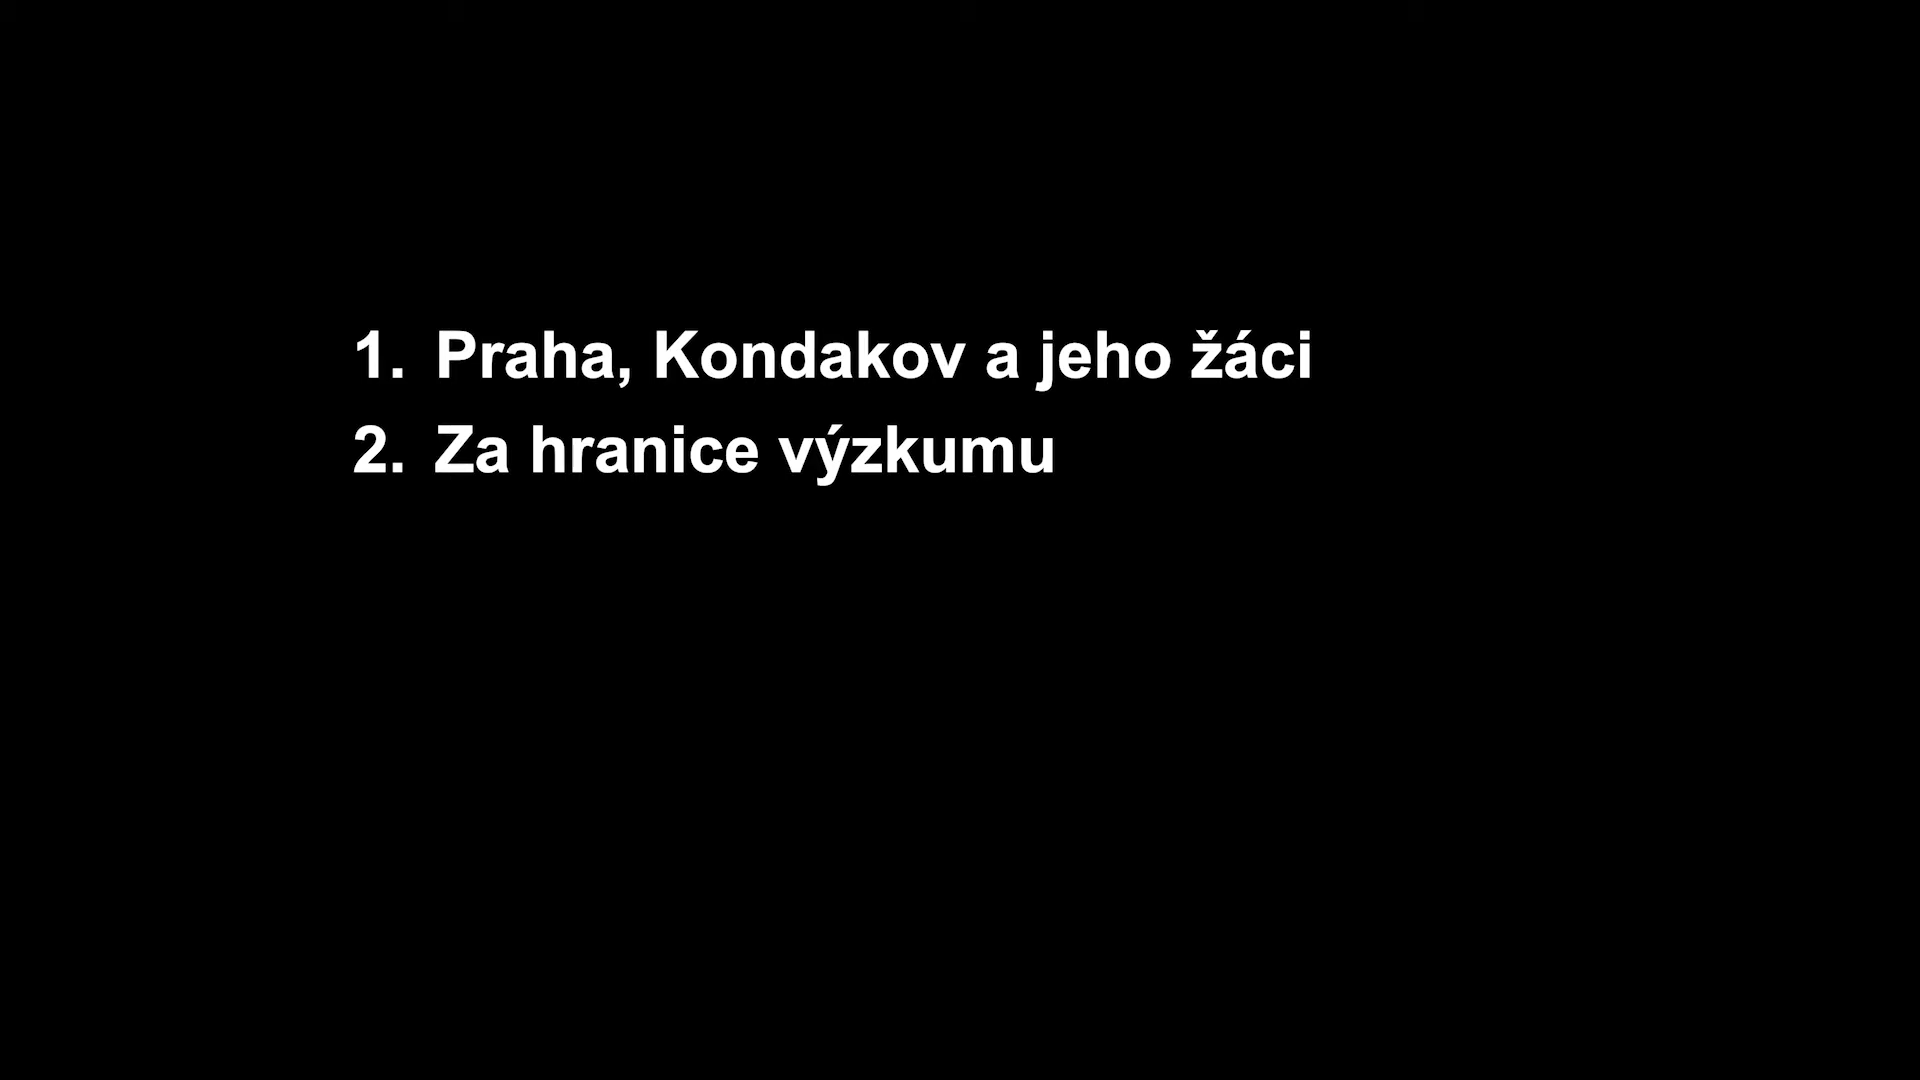 1. Praha, Kondakov a jeho žáci
2. Za hranice výzkumu